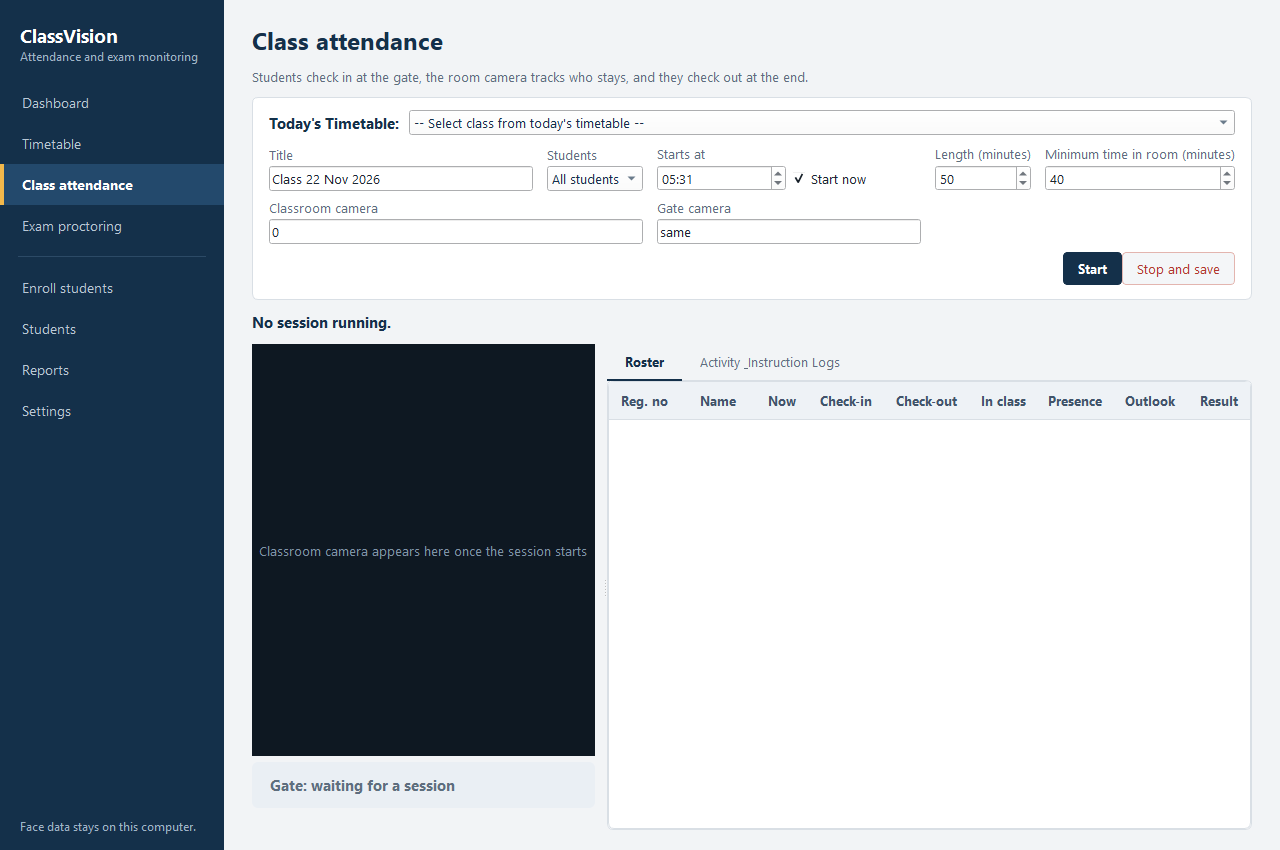 ClassVision
Attendance and exam monitoring
Dashboard
Timetable
Class attendance
Exam proctoring
Enroll students
Students
Reports
Settings
Face data stays on this computer.
Class attendance
Students check in at the gate, the room camera tracks who stays, and they check out at the end.
Today's Timetable: -- Select class from today's timetable --
Title Students Starts at Length (minutes) Minimum time in room (minutes)
Class 22 Nov 2026 All students 05:31 Start now 50 40
Classroom camera Gate camera
0 same
Start Stop and save
No session running.
Classroom camera appears here once the session starts
Gate: waiting for a session
Roster Activity _Instruction Logs
Reg. no Name Now Check-in Check-out In class Presence Outlook Result